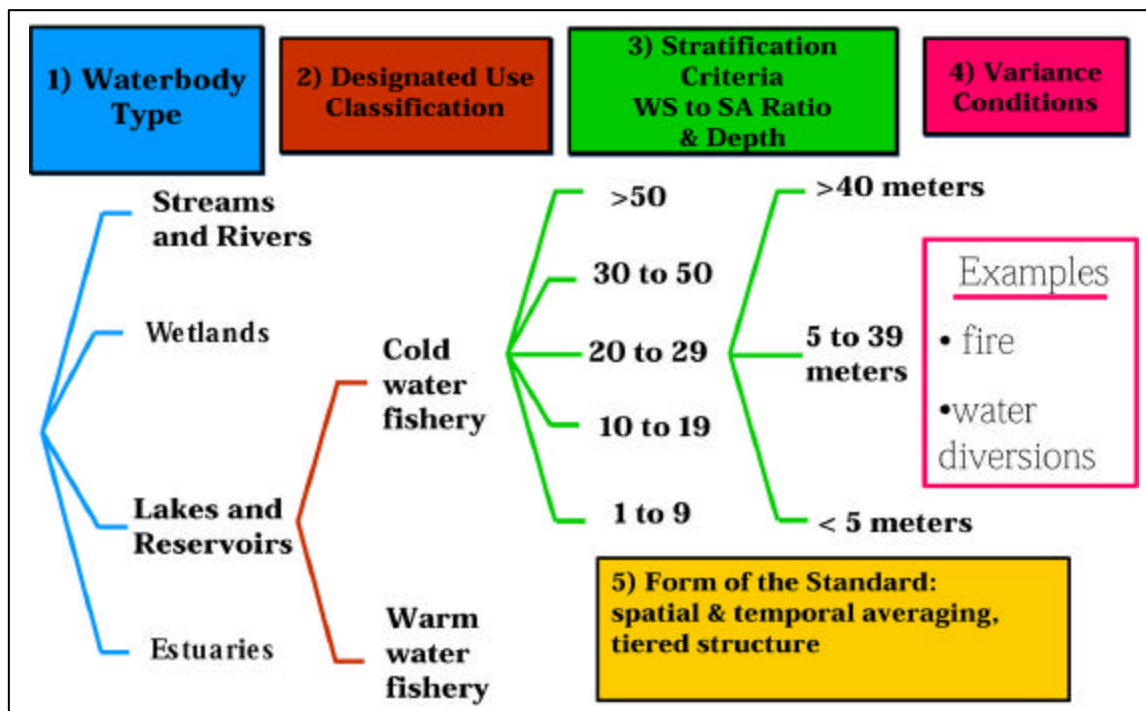 1) Waterbody
Type
2) Designated Use
Classification
3) Stratification
Criteria
WS to SA Ratio
& Depth
4) Variance
Conditions
Streams
and Rivers
Wetlands
Lakes and
Reservoirs
Estuaries
Cold
water
fishery
Warm
water
fishery
>50
30 to 50
20 to 29
10 to 19
1 to 9
>40 meters
5 to 39
meters
< 5 meters
Examples
• fire
•water
diversions
5) Form of the Standard:
spatial & temporal averaging,
tiered structure